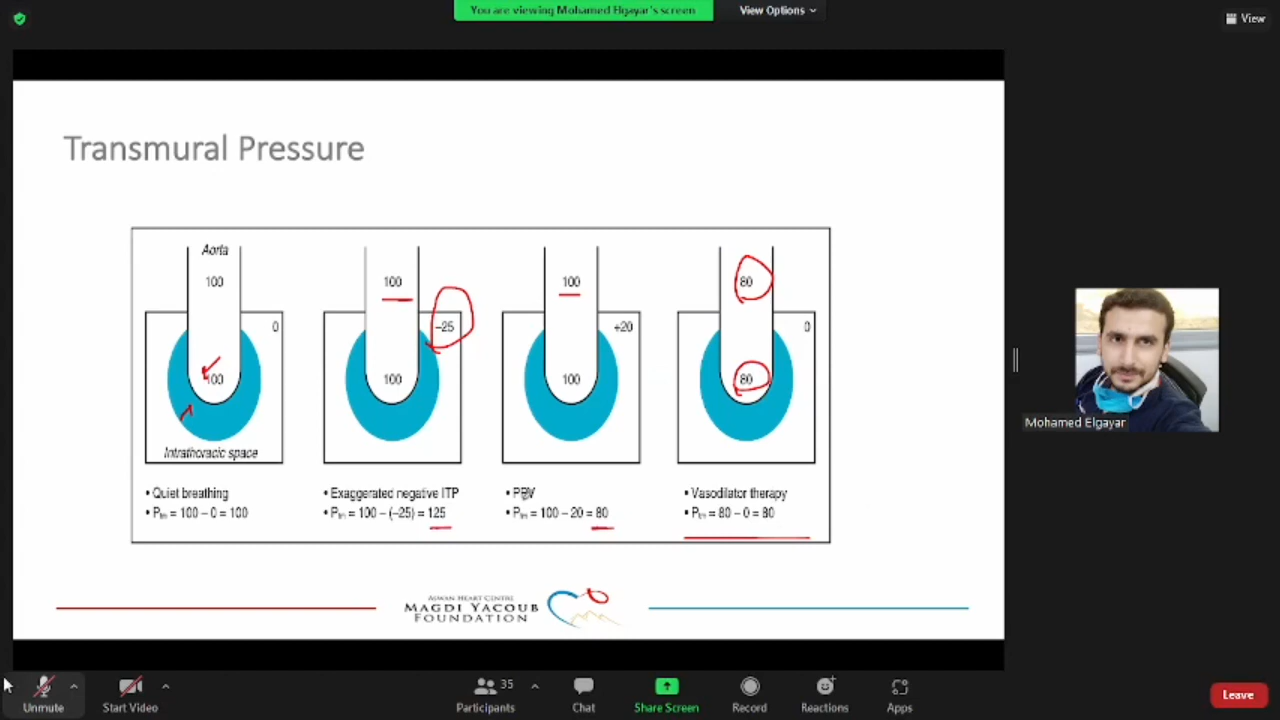 You are viewing Mohamed Elgayar's screen
View Options
View
Transmural Pressure
Aorta
100
100
0
Intrathoracic space
• Quiet breathing
• Ptm = 100 – 0 = 100
100
–25
100
• Exaggerated negative ITP
• Ptm = 100 – (–25) = 125
100
+20
100
• PBV
• Ptm = 100 – 20 = 80
80
0
80
• Vasodilator therapy
• Ptm = 80 – 0 = 80
ASWAN HEART CENTRE
MAGDI YACOUB
FOUNDATION
Mohamed Elgayar
Unmute
Start Video
35
Participants
Chat
Share Screen
Record
Reactions
Apps
Leave